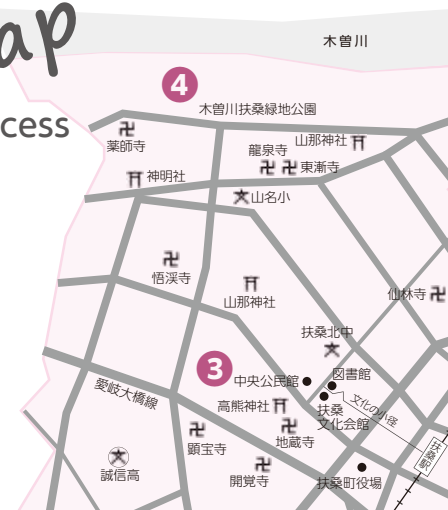 ap
木曽川
4
木曽川扶桑緑地公園
cess
薬師寺
龍泉寺
山那神社
東漸寺
神明社
山名小
悟渓寺
山那神社
仙林寺
扶桑北中
3
中央公民館
図書館
愛岐大橋線
高熊神社
扶桑
文化会館
文化の小径
地蔵寺
顕宝寺
扶桑駅
誠信高
開覚寺
扶桑町役場